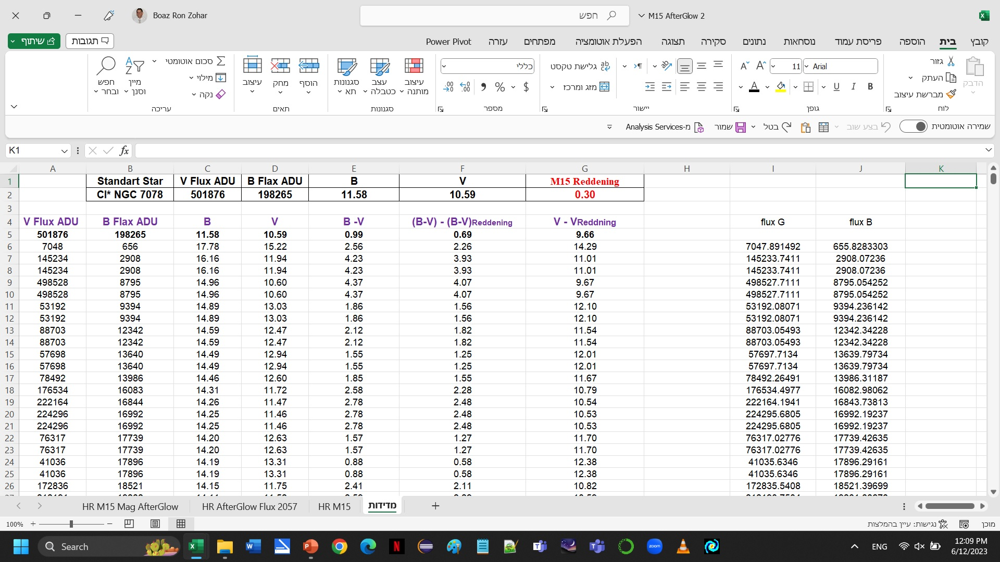 Boaz Ron Zohar
חפש
M15 AfterGlow 2
קובץ בית הוספה פריסת עמוד נוסחאות נתונים סקירה תצוגה הפעלת אוטומציה מפתחים עזרה Power Pivot
תגובות שיתוף
הדבק גזור
העתק
מברשת עיצוב
לוח
Arial 11
B I U A
גופן
גלישת טקסט
מזג ומרכז
יישור
כללי
$ % 9
מספר
עיצוב מותנה
עצב כטבלה
סגנונות תא
סגנונות
הוסף
מחק
עיצוב
תאים
סכום אוטומטי
מילוי
נקה
מיין וסנן
חפש ובחר
עריכה
שמירה אוטומטית בצע שוב בטל שמור מ-Analysis Services
K1 fx
A B C D E F G H I J K
1 Standart Star V Flux ADU B Flax ADU B V M15 Reddening
2 Cl* NGC 7078 501876 198265 11.58 10.59 0.30
3
4 V Flux ADU B Flax ADU B V B -V (B-V) - (B-V)Reddening V - VReddning flux G flux B
5 501876 198265 11.58 10.59 0.99 0.69 9.66
6 7048 656 17.78 15.22 2.56 2.26 14.29 7047.891492 655.8283303
7 145234 2908 16.16 11.94 4.23 3.93 11.01 145233.7411 2908.07236
8 145234 2908 16.16 11.94 4.23 3.93 11.01 145233.7411 2908.07236
9 498528 8795 14.96 10.60 4.37 4.07 9.67 498527.7111 8795.054252
10 498528 8795 14.96 10.60 4.37 4.07 9.67 498527.7111 8795.054252
11 53192 9394 14.89 13.03 1.86 1.56 12.10 53192.08071 9394.236142
12 53192 9394 14.89 13.03 1.86 1.56 12.10 53192.08071 9394.236142
13 88703 12342 14.59 12.47 2.12 1.82 11.54 88703.05493 12342.34228
14 88703 12342 14.59 12.47 2.12 1.82 11.54 88703.05493 12342.34228
15 57698 13640 14.49 12.94 1.55 1.25 12.01 57697.7134 13639.79734
16 57698 13640 14.49 12.94 1.55 1.25 12.01 57697.7134 13639.79734
17 78492 13986 14.46 12.60 1.85 1.55 11.67 78492.26491 13986.31187
18 176534 16083 14.31 11.72 2.58 2.28 10.79 176534.4977 16082.98062
19 222164 16844 14.26 11.47 2.78 2.48 10.54 222164.1941 16843.73813
20 224296 16992 14.25 11.46 2.78 2.48 10.53 224295.6805 16992.19237
21 224296 16992 14.25 11.46 2.78 2.48 10.53 224295.6805 16992.19237
22 76317 17739 14.20 12.63 1.57 1.27 11.70 76317.02776 17739.42635
23 76317 17739 14.20 12.63 1.57 1.27 11.70 76317.02776 17739.42635
24 41036 17896 14.19 13.31 0.88 0.58 12.38 41035.6346 17896.29161
25 41036 17896 14.19 13.31 0.88 0.58 12.38 41035.6346 17896.29161
26 172836 18521 14.15 11.75 2.41 2.11 10.82 172835.5408 18521.39699
HR M15 Mag AfterGlow HR AfterGlow Flux 2057 HR M15 מדידות
100% נגישות: עיין בהמלצות מוכן
Search
zoom
ENG
12:09 PM
6/12/2023